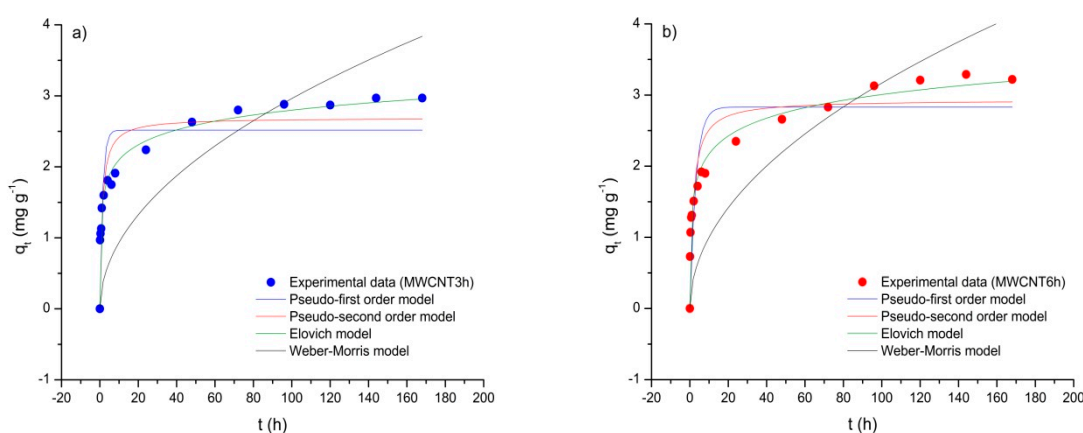 a)
4
3
2
1
0
-1
q_t (mg g⁻¹)
Experimental data (MWCNT3h)
Pseudo-first order model
Pseudo-second order model
Elovich model
Weber-Morris model
-20 0 20 40 60 80 100 120 140 160 180 200
t (h)
b)
4
3
2
1
0
-1
q_t (mg g⁻¹)
Experimental data (MWCNT6h)
Pseudo-first order model
Pseudo-second order model
Elovich model
Weber-Morris model
-20 0 20 40 60 80 100 120 140 160 180 200
t (h)